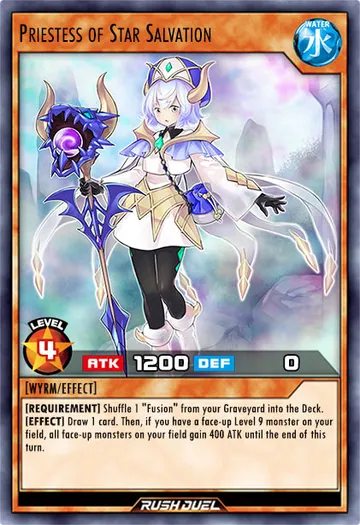 PRIESTESS OF STAR SALVATION
WATER
水
LEVEL
4
ATK 1200 DEF 0
[WYRM/EFFECT]
[REQUIREMENT] Shuffle 1 "Fusion" from your Graveyard into the Deck.
[EFFECT] Draw 1 card. Then, if you have a face-up Level 9 monster on your
field, all face-up monsters on your field gain 400 ATK until the end of this
turn.
RUSH DUEL